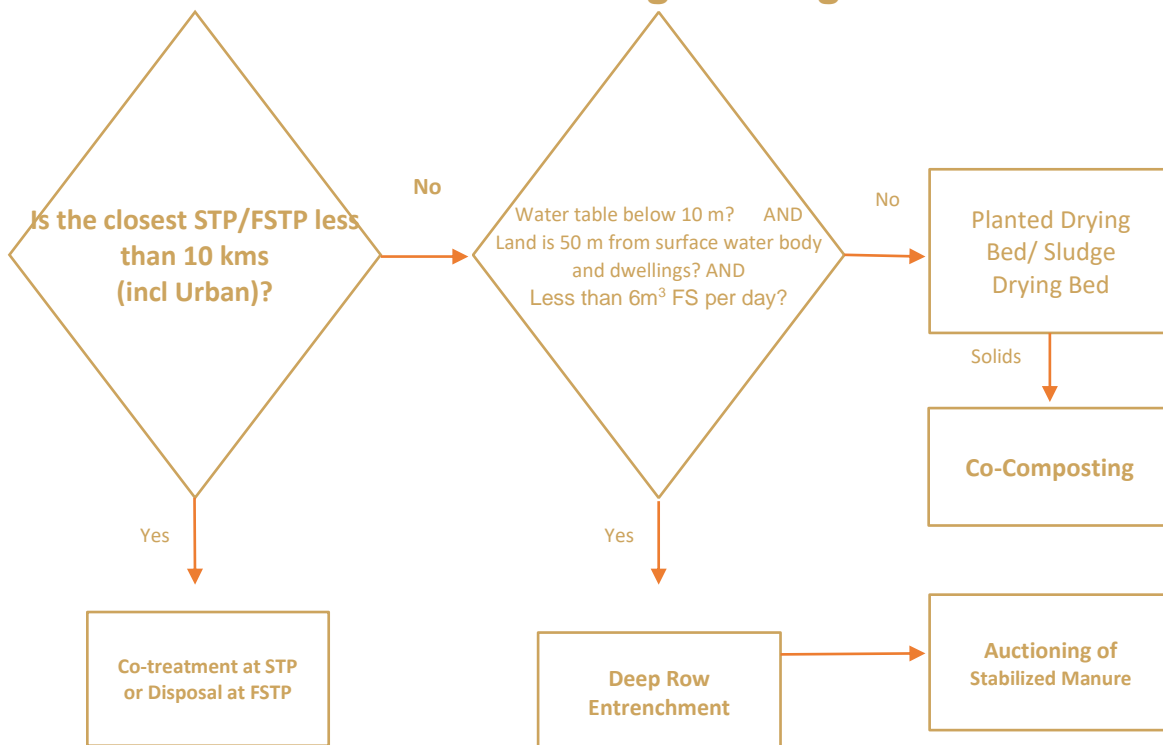 No
Is the closest STP/FSTP less
than 10 kms
(incl Urban)?
Water table below 10 m? AND
Land is 50 m from surface water body
and dwellings? AND
Less than 6m³ FS per day?
No
Planted Drying
Bed/ Sludge
Drying Bed
Solids
Co-Composting
Yes
Yes
Co-treatment at STP
or Disposal at FSTP
Deep Row
Entrenchment
Auctioning of
Stabilized Manure